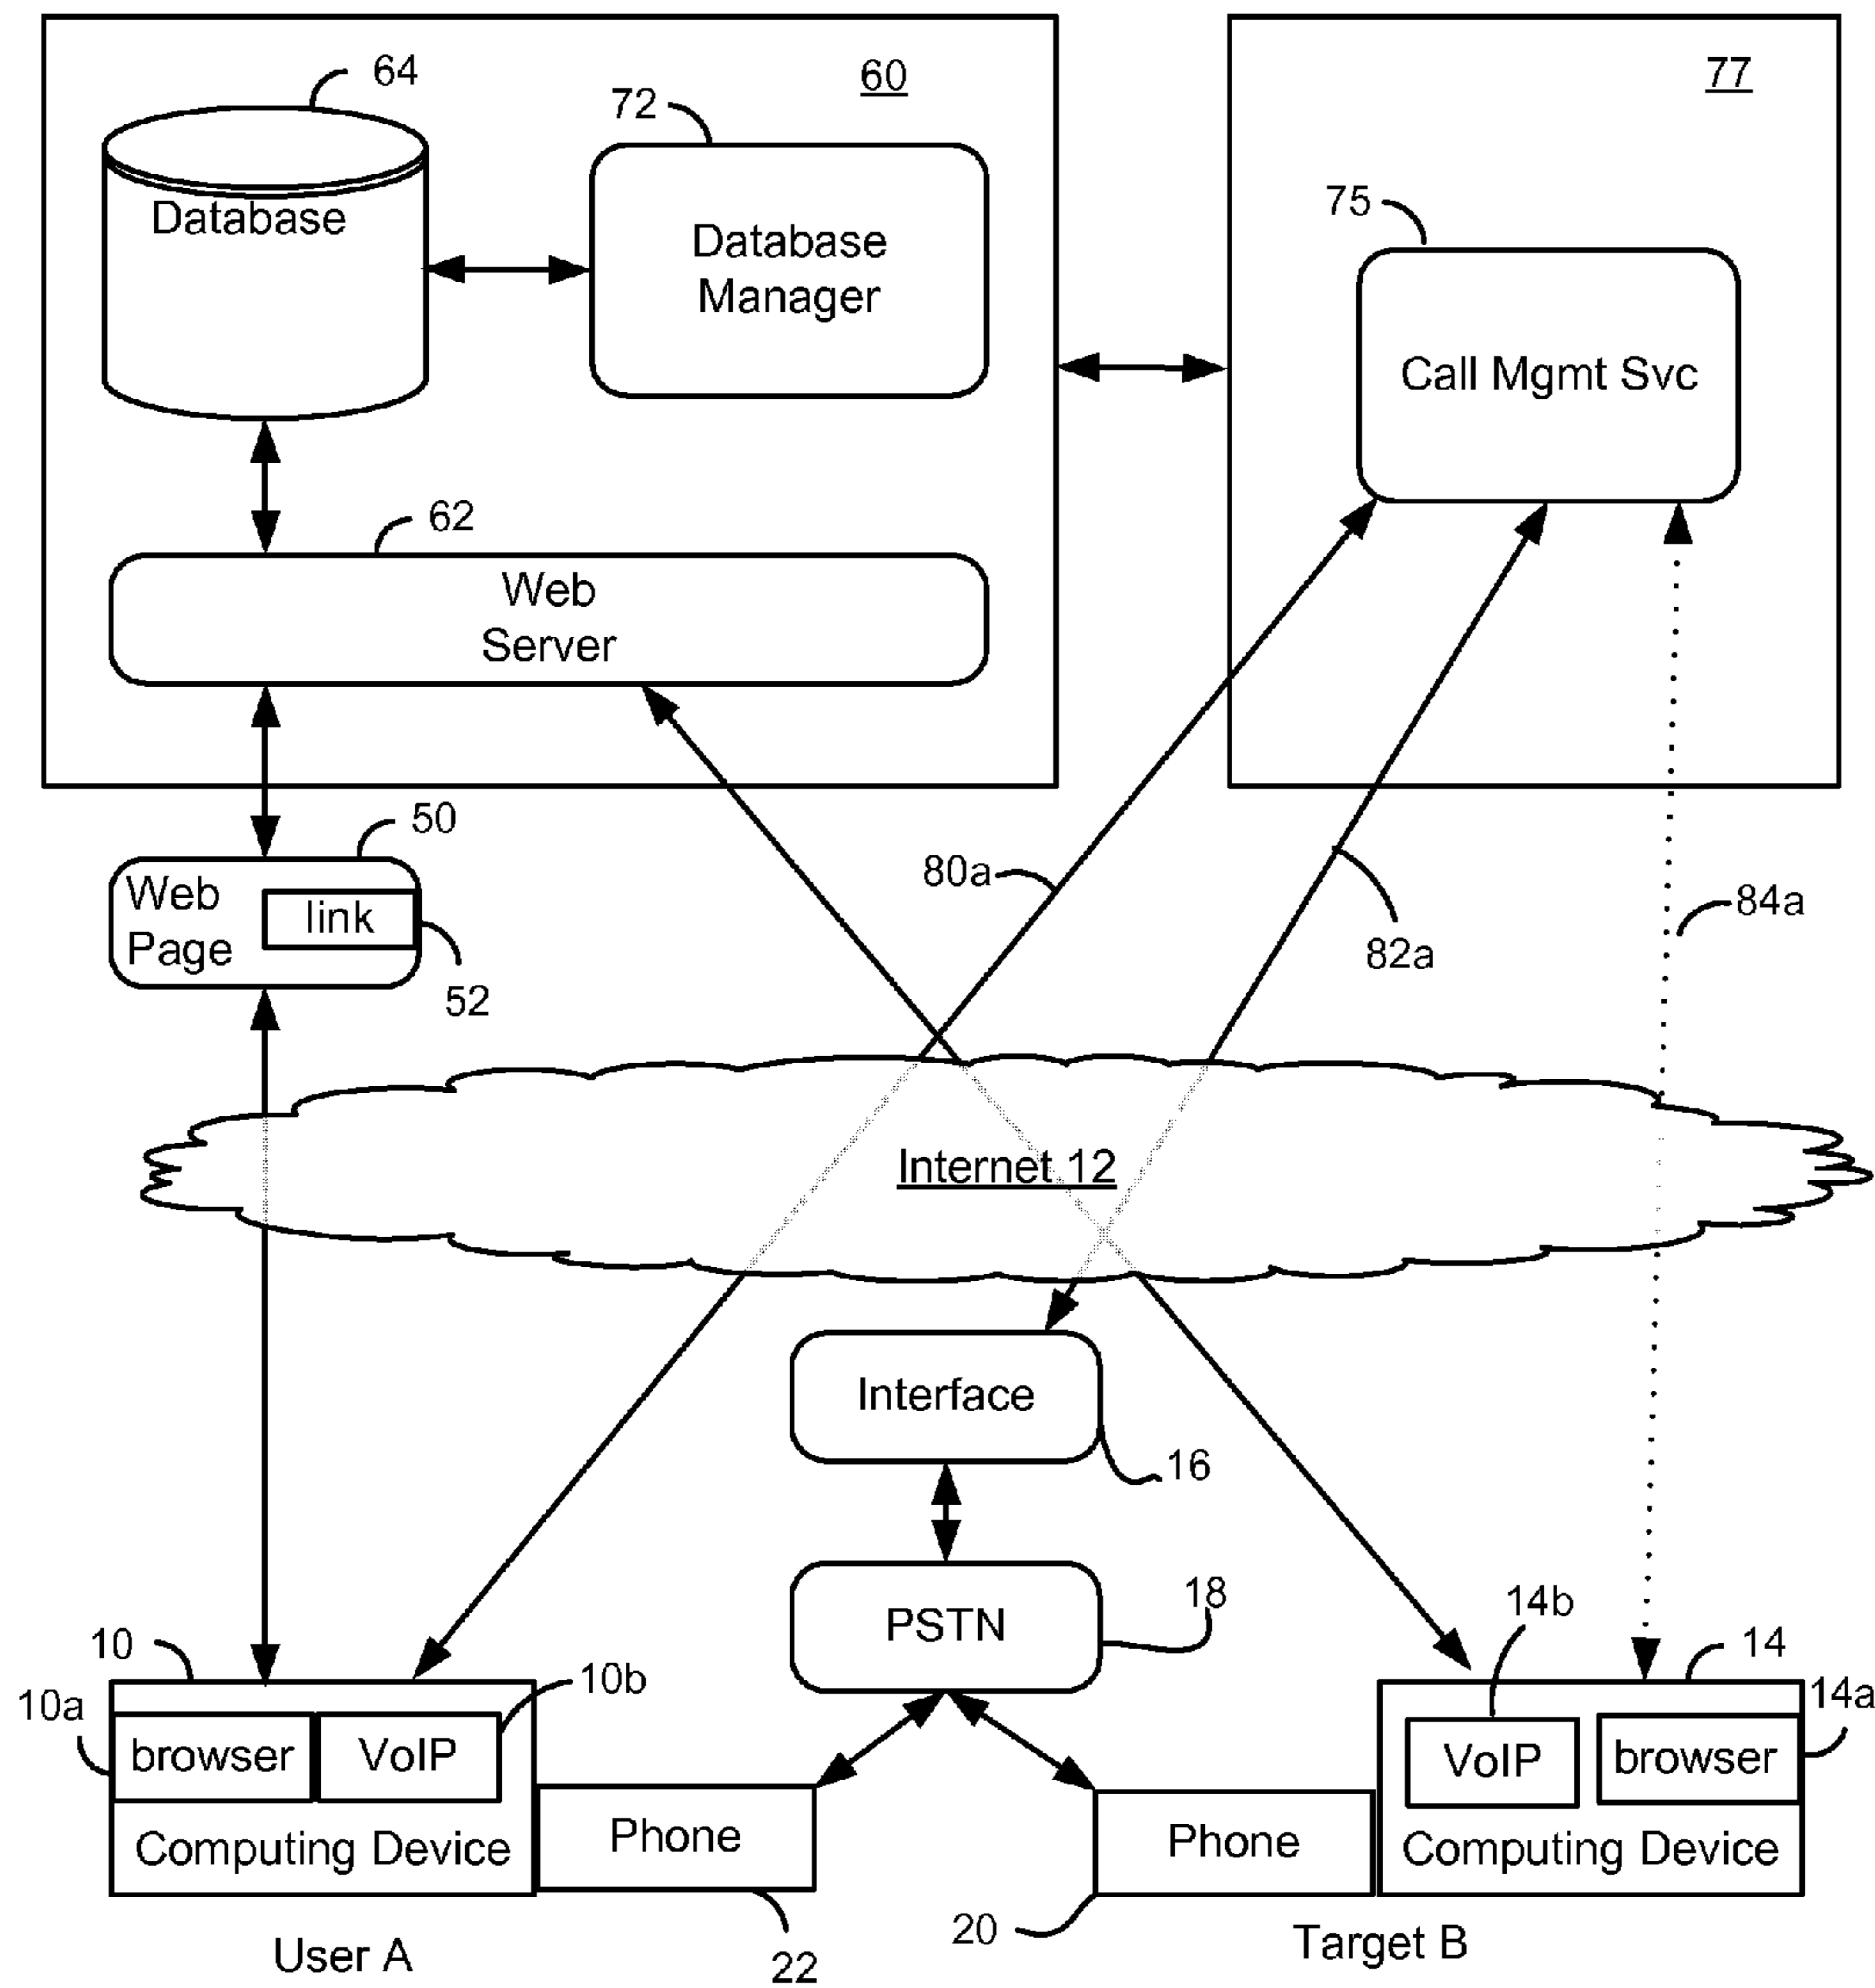 64
60
77
72
Database
Database
Manager
75
Call Mgmt Svc
62
Web
Server
50
Web
Page
link
52
80a
82a
84a
Internet 12
Interface
16
PSTN
18
10
10a
10b
browser
VoIP
Computing Device
Phone
22
User A
14b
14
14a
VoIP
browser
Computing Device
Phone
20
Target B